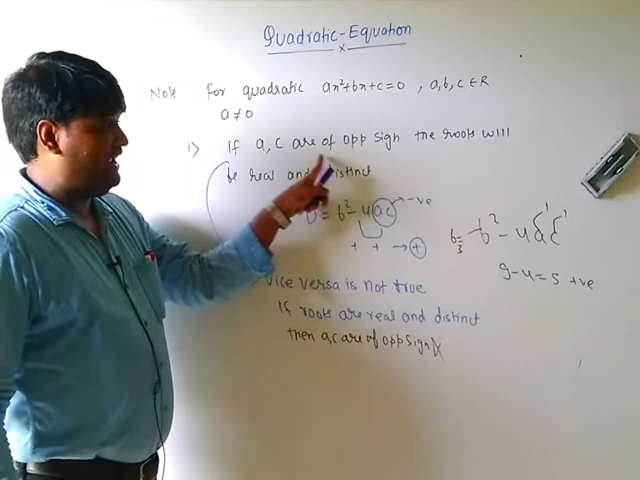 Quadratic-Equation
x
Note For quadratic ax²+bx+c=0 , a,b,c ∈ R
a≠0
i> If a, c are of opp sign the roots will
be real and distinct
D = b² - 4ac → -ve
+ + → +
Vice versa is not true
If roots are real and distinct
then a,c are of opp sign X
b=3 b² - 4 a¹ c¹
9-4=5 +ve